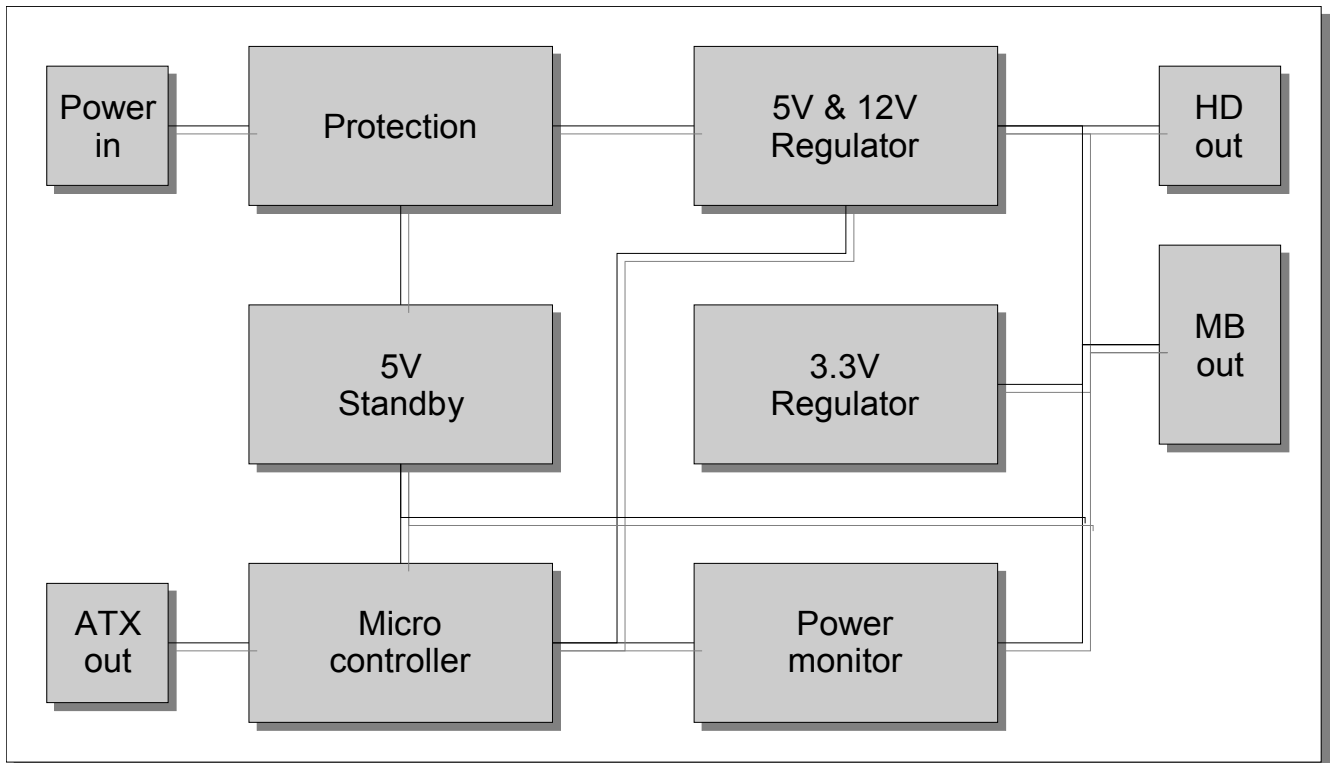 Power
in
Protection
5V & 12V
Regulator
HD
out
5V
Standby
3.3V
Regulator
MB
out
ATX
out
Micro
controller
Power
monitor